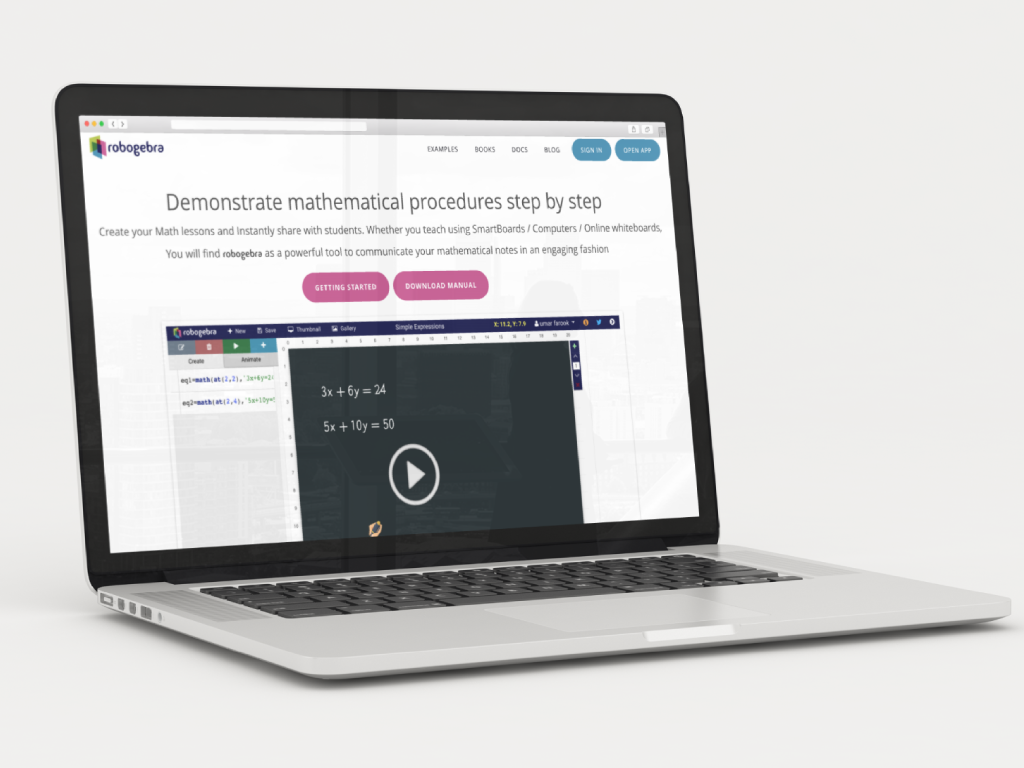 robogebra
EXAMPLES BOOKS DOCS BLOG SIGN IN OPEN APP
Demonstrate mathematical procedures step by step
Create your Math lessons and Instantly share with students. Whether you teach using SmartBoards / Computers / Online whiteboards,
You will find robogebra as a powerful tool to communicate your mathematical notes in an engaging fashion
GETTING STARTED DOWNLOAD MANUAL
robogebra New Save Thumbnail Gallery Simple Expressions X: 11.2, Y: 7.9 umar farook
Create Animate
eq1=math(at(2,2),`3x+6y=24
eq2=math(at(2,4),`5x+10y=5
3x + 6y = 24
5x + 10y = 50